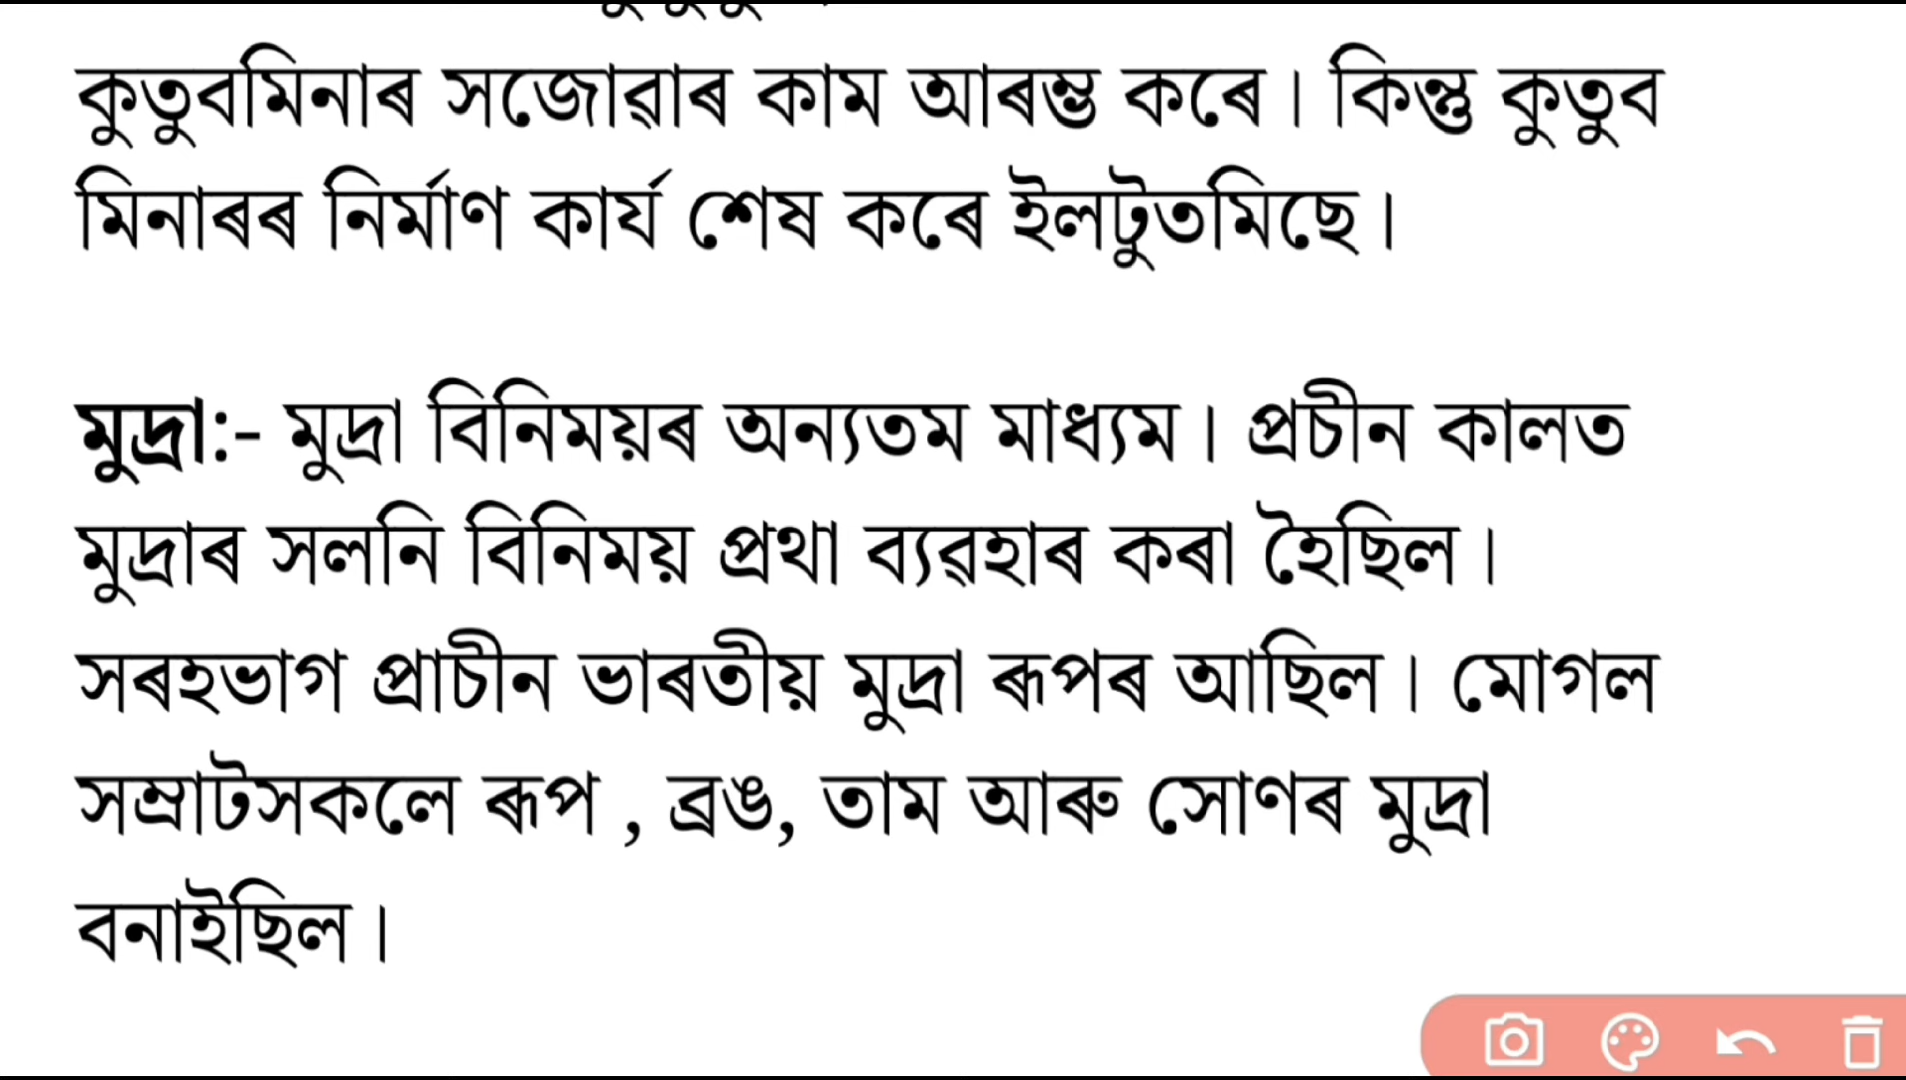 কুতুবমিনাৰ সজোৱাৰ কাম আৰম্ভ কৰে। কিন্তু কুতুব
মিনাৰৰ নিৰ্মাণ কাৰ্য শেষ কৰে ইলটুতমিছে।
মুদ্ৰা:- মুদ্ৰা বিনিময়ৰ অন্যতম মাধ্যম। প্ৰচীন কালত
মুদ্ৰাৰ সলনি বিনিময় প্ৰথা ব্যৱহাৰ কৰা হৈছিল।
সৰহভাগ প্ৰাচীন ভাৰতীয় মুদ্ৰা ৰূপৰ আছিল। মোগল
সম্ৰাটসকলে ৰূপ , ব্ৰঙ, তাম আৰু সোণৰ মুদ্ৰা
বনাইছিল।